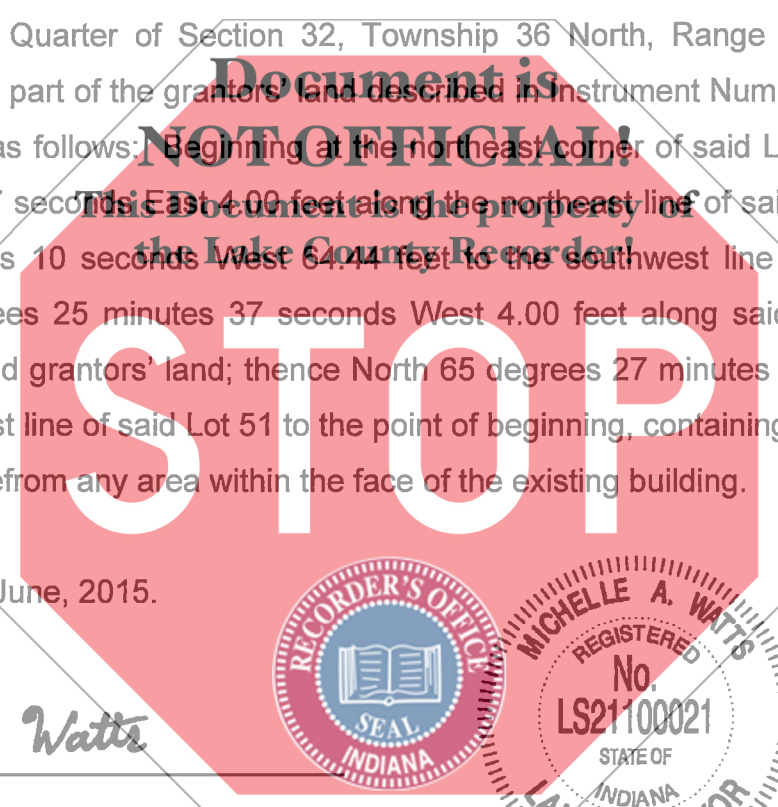 Quarter of Section 32, Township 36 North, Range
part of the grantors' land described in Instrument Num
Document is
as follows: Beginning at the northeast corner of said L
NOT OFFICIAL!
seconds East 4.00 feet along the northeast line of sai
This Document is the property of
s 10 seconds West 64.44 feet to the southwest line
the Lake County Recorder!
ees 25 minutes 37 seconds West 4.00 feet along said
d grantors' land; thence North 65 degrees 27 minutes
st line of said Lot 51 to the point of beginning, containing
efrom any area within the face of the existing building.
STOP
June, 2015.
Watts
RECORDER'S OFFICE
SEAL
INDIANA
MICHELLE A. WATTS
REGISTERED
No.
LS21100021
STATE OF
INDIANA